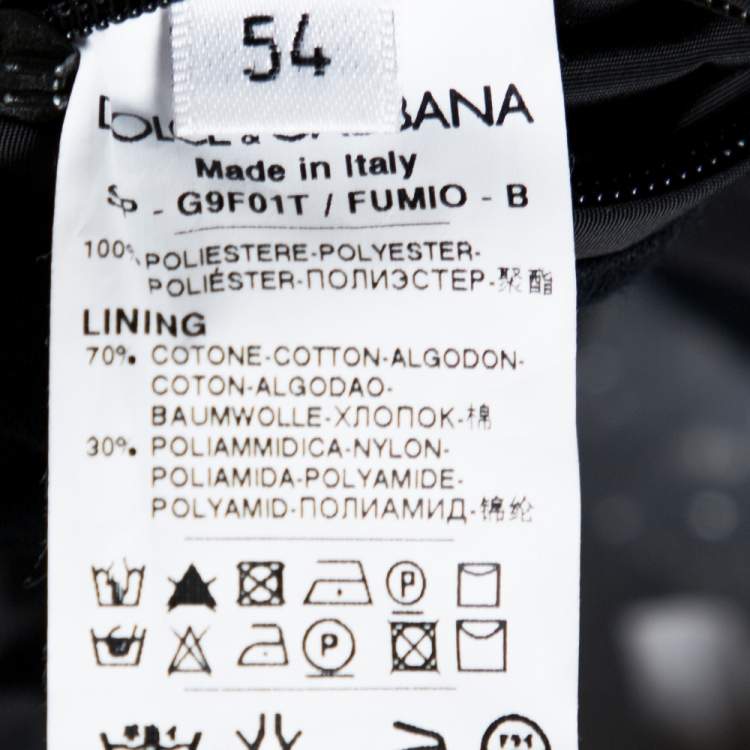 54
DOLCE & GABBANA
Made in Italy
Sp - G9F01T / FUMIO - B
100% POLIESTERE-POLYESTER-
POLIÉSTER-ПОЛИЭСТЕР-聚酯
LINING
70% COTONE-COTTON-ALGODON-
COTON-ALGODAO-
BAUMWOLLE-ХЛОПОК-棉
30% POLIAMMIDICA-NYLON-
POLIAMIDA-POLYAMIDE-
POLYAMID-ПОЛИАМИД-锦纶
P
P